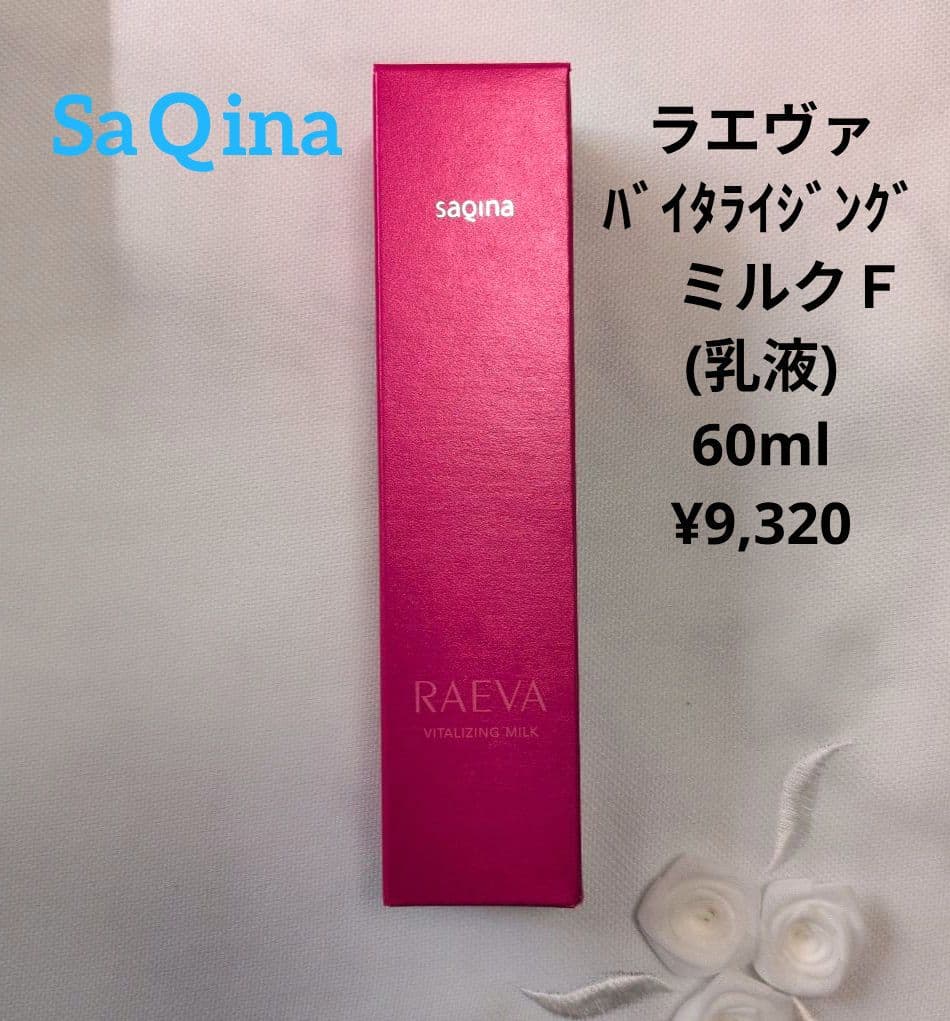 SaQina
saqina
ラエヴァ
ﾊﾞｲﾀﾗｲｼﾞﾝｸﾞ
ミルクF
(乳液)
60ml
¥9,320
RAEVA
VITALIZING MILK